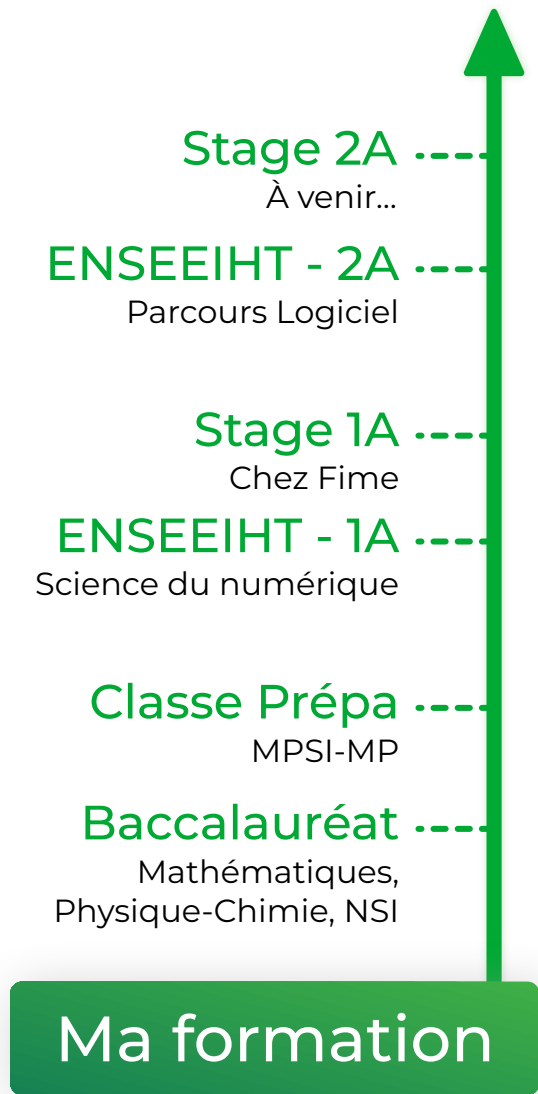 Stage 2A
À venir...
ENSEEIHT - 2A
Parcours Logiciel
Stage 1A
Chez Fime
ENSEEIHT - 1A
Science du numérique
Classe Prépa
MPSI-MP
Baccalauréat
Mathématiques,
Physique-Chimie, NSI
Ma formation